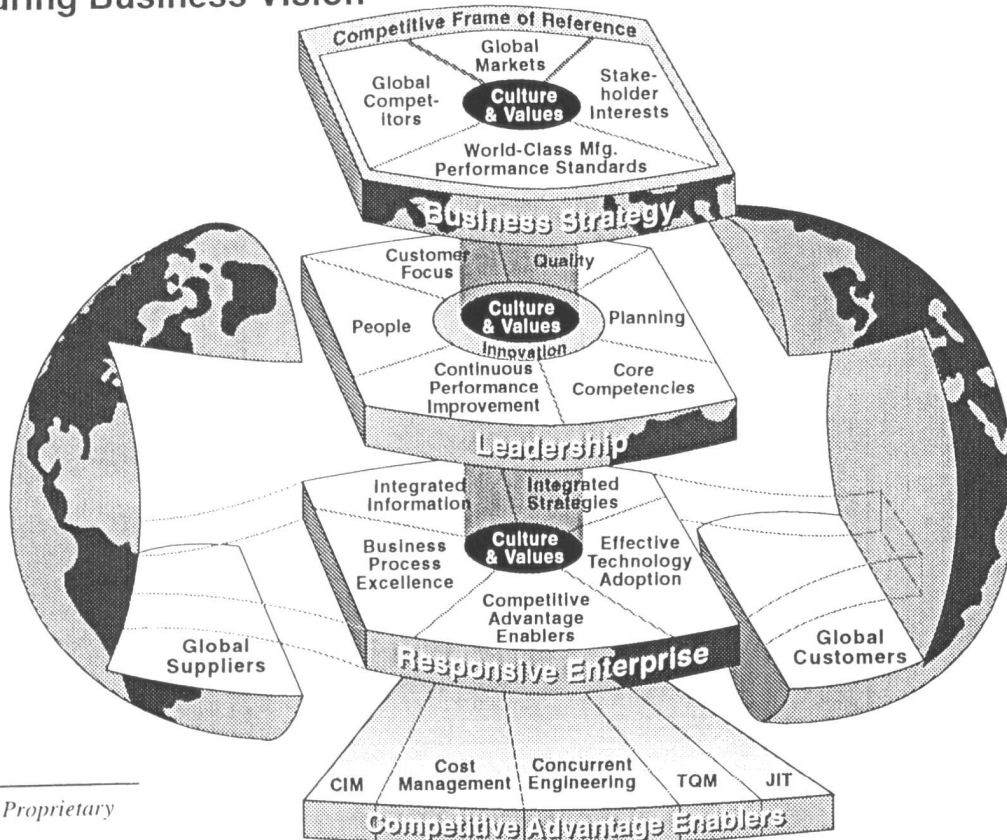 uring Business Vision
Competitive Frame of Reference
Global
Markets
Global
Compet-
itors
Culture
& Values
Stake-
holder
Interests
World-Class Mfg.
Performance Standards
Business Strategy
Customer
Focus
Quality
People
Culture
& Values
Planning
Innovation
Continuous
Performance
Improvement
Core
Competencies
Leadership
Integrated
Information
Integrated
Strategies
Business
Process
Excellence
Culture
& Values
Effective
Technology
Adoption
Competitive
Advantage
Enablers
Responsive Enterprise
Global
Suppliers
Global
Customers
CIM
Cost
Management
Concurrent
Engineering
TQM
JIT
Competitive Advantage Enablers
Proprietary